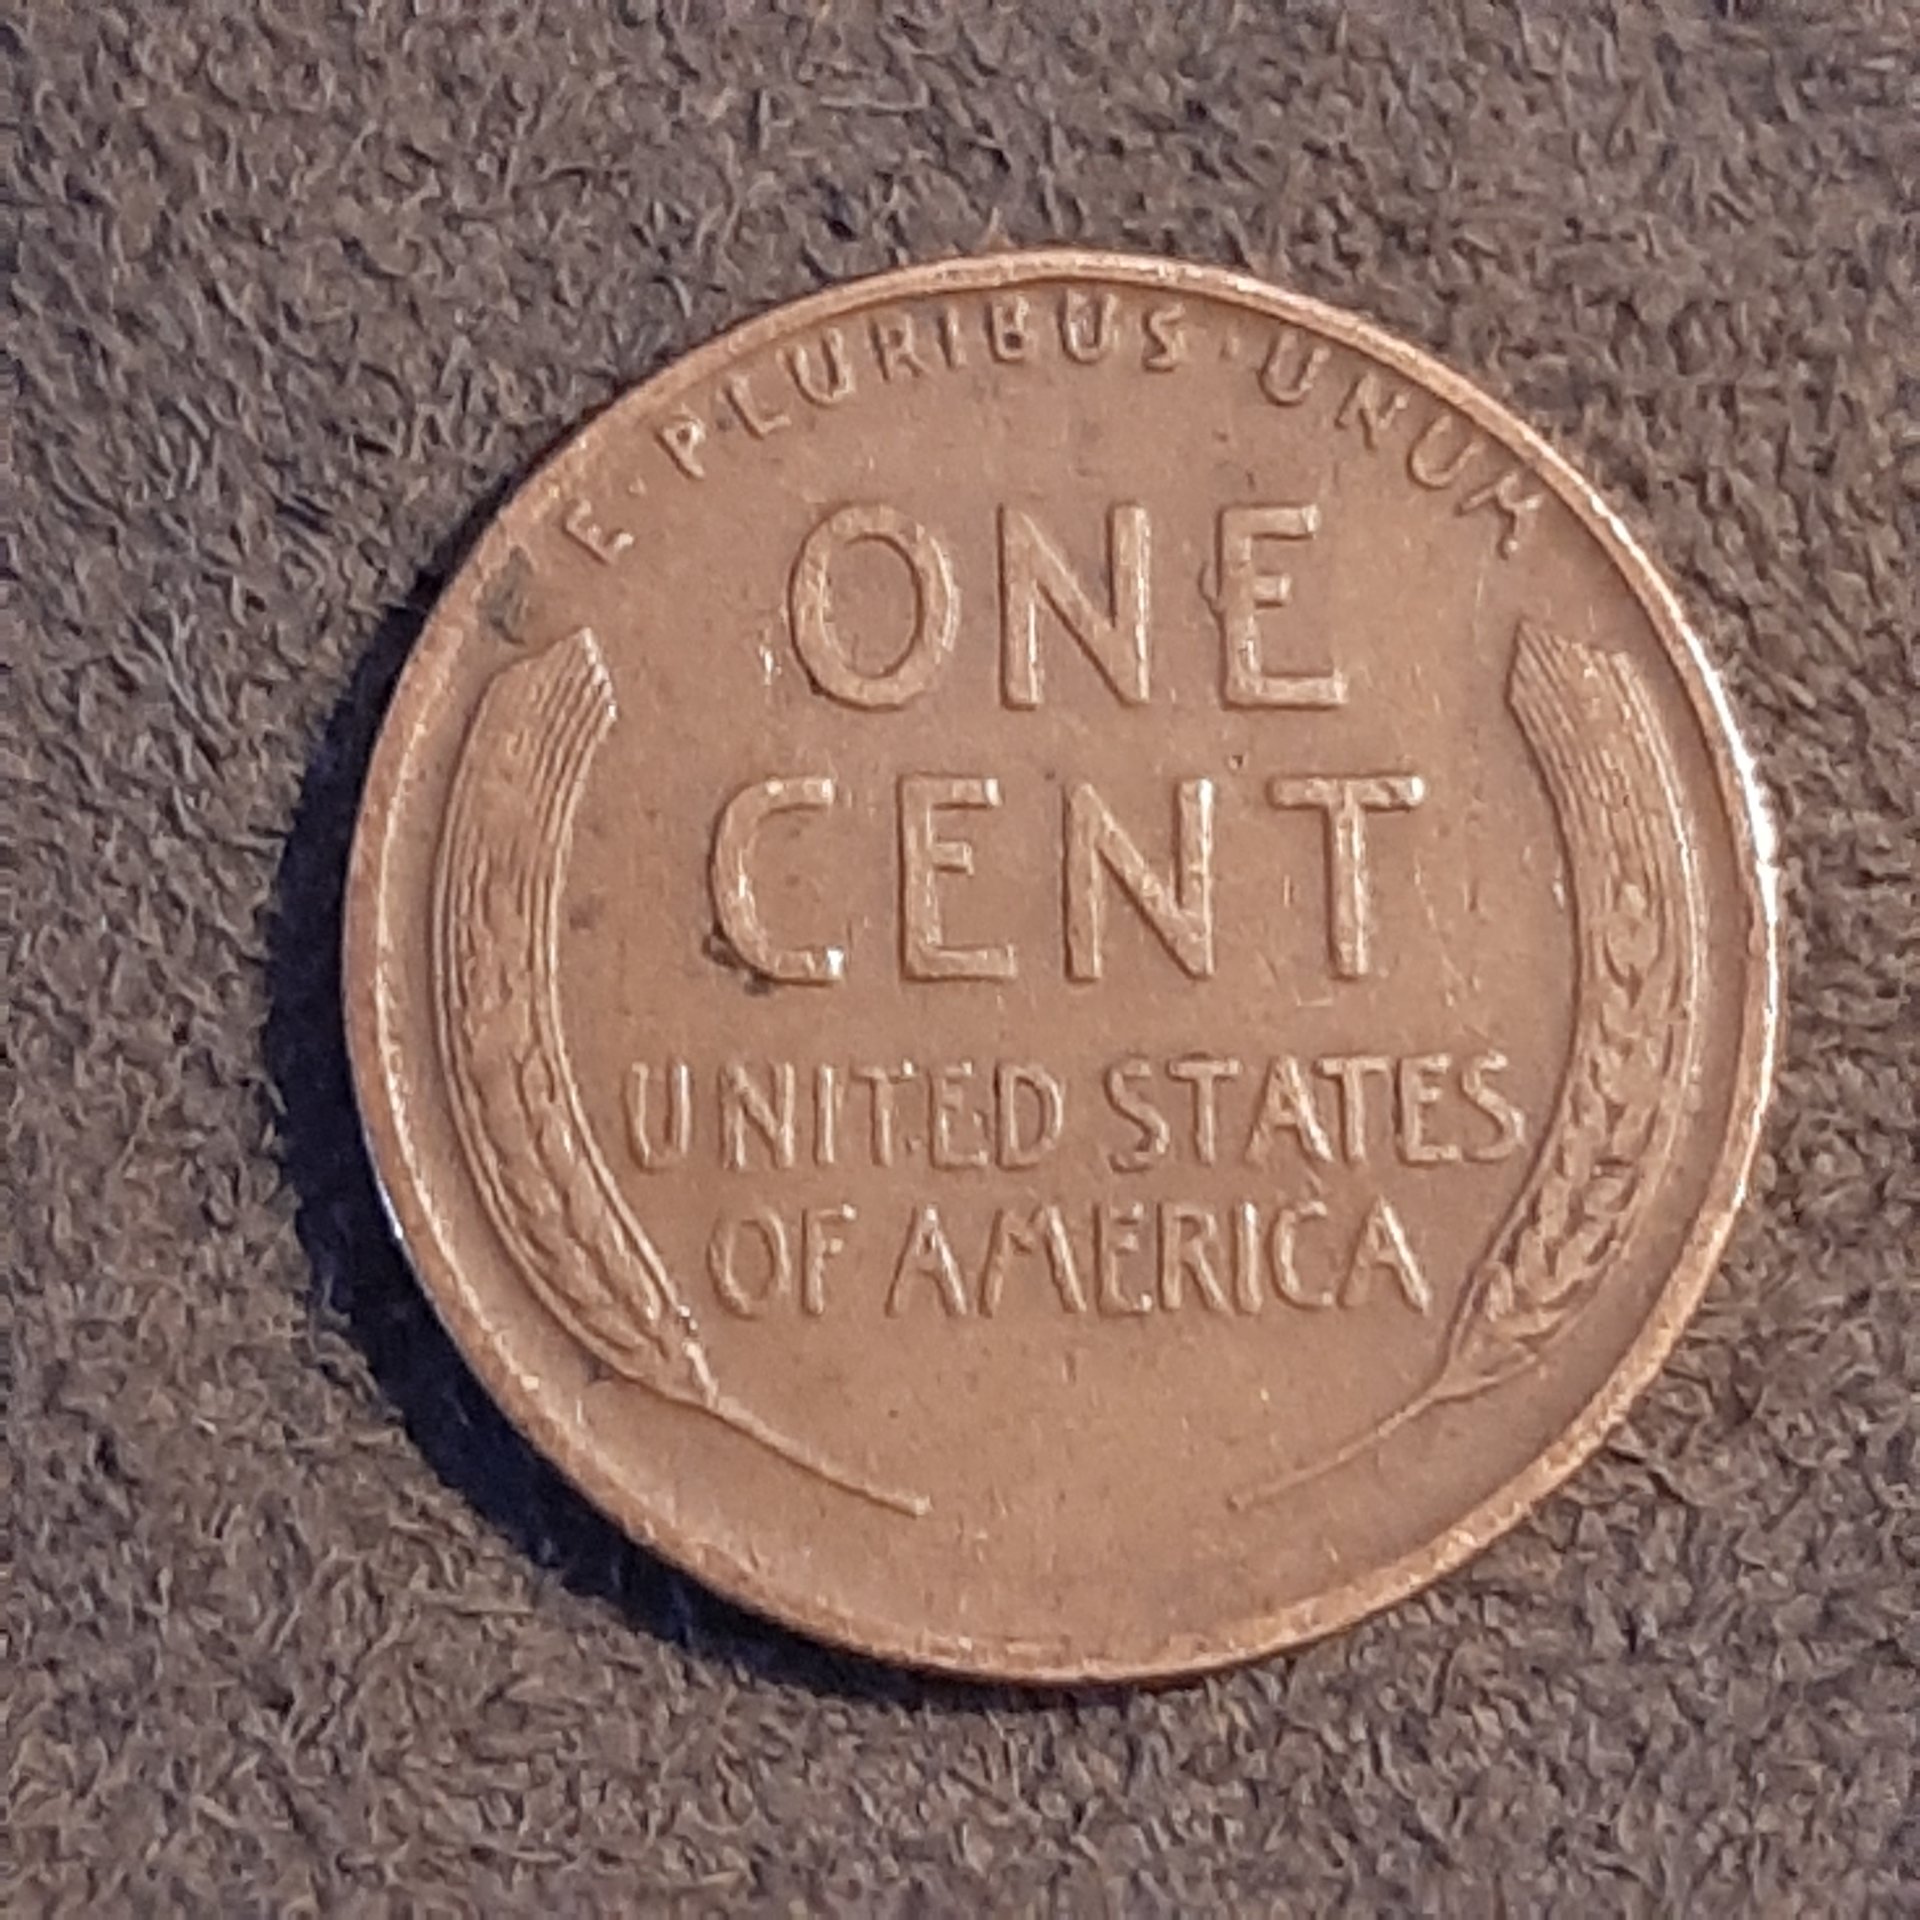 E·PLURIBUS·UNUM
ONE
CENT
UNITED STATES
OF AMERICA